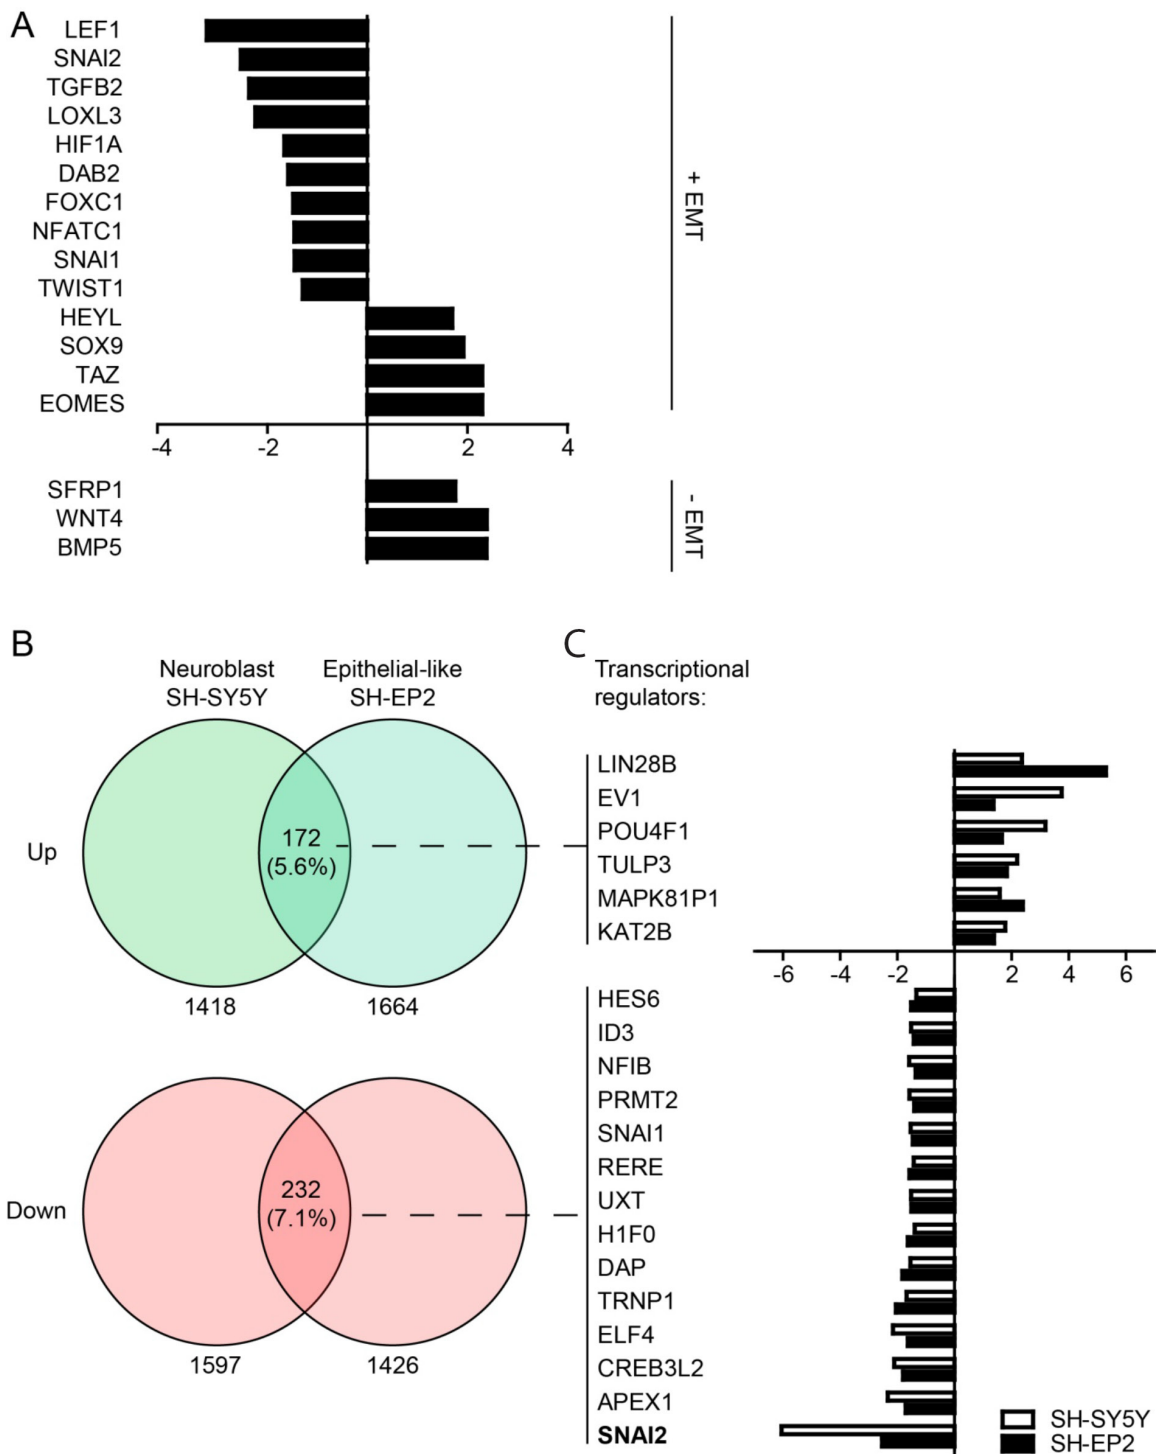 A
LEF1
SNAI2
TGFB2
LOXL3
HIF1A
DAB2
FOXC1
NFATC1
SNAI1
TWIST1
HEYL
SOX9
TAZ
EOMES
+ EMT
-4 -2 2 4
SFRP1
WNT4
BMP5
- EMT
B
Neuroblast
SH-SY5Y
Epithelial-like
SH-EP2
Up
172
(5.6%)
1418
1664
Down
232
(7.1%)
1597
1426
C
Transcriptional
regulators:
LIN28B
EV1
POU4F1
TULP3
MAPK81P1
KAT2B
-6 -4 -2 2 4 6
HES6
ID3
NFIB
PRMT2
SNAI1
RERE
UXT
H1F0
DAP
TRNP1
ELF4
CREB3L2
APEX1
SNAI2
SH-SY5Y
SH-EP2